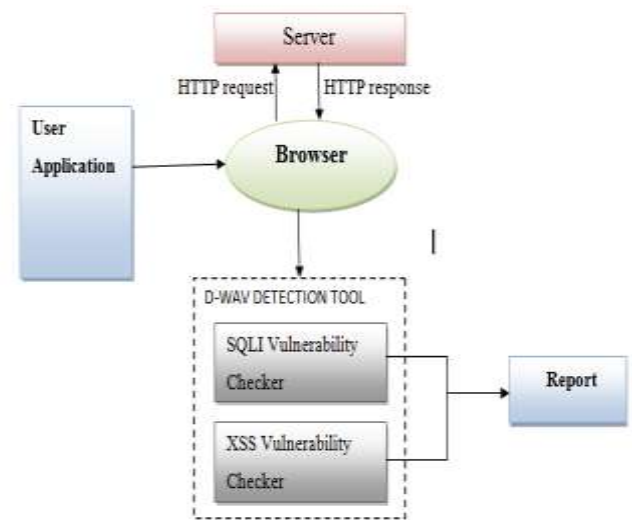 Server
HTTP request
HTTP response
User
Application
Browser
D-WAV DETECTION TOOL
SQLI Vulnerability
Checker
XSS Vulnerability
Checker
Report